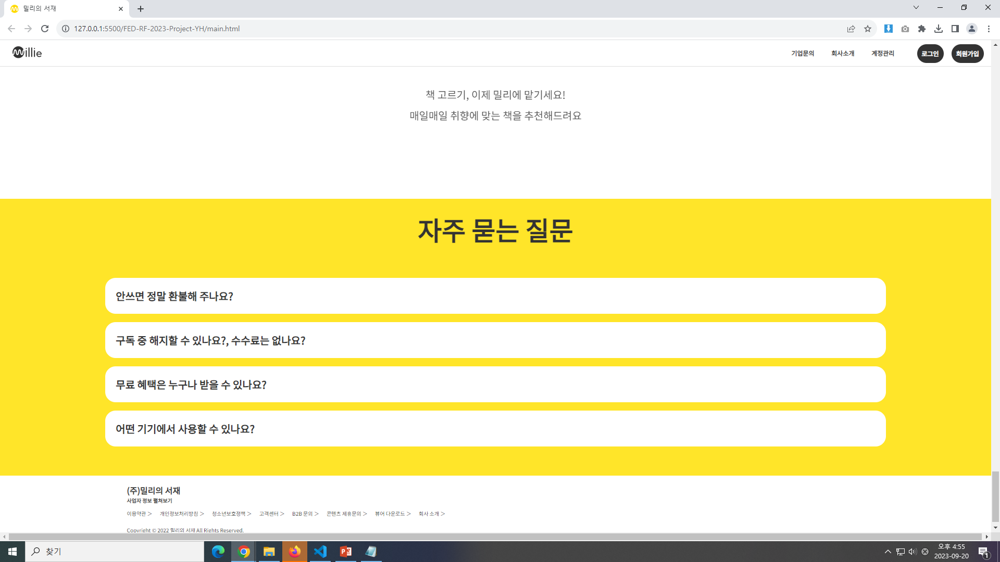 밀리의 서재
127.0.0.1:5500/FED-RF-2023-Project-YH/main.html
millie
기업문의 회사소개 계정관리 로그인 회원가입
책 고르기, 이제 밀리에 맡기세요!
매일매일 취향에 맞는 책을 추천해드려요
자주 묻는 질문
안쓰면 정말 환불해 주나요?
구독 중 해지할 수 있나요?, 수수료는 없나요?
무료 혜택은 누구나 받을 수 있나요?
어떤 기기에서 사용할 수 있나요?
(주)밀리의 서재
사업자 정보 펼쳐보기
이용약관 > 개인정보처리방침 > 청소년보호정책 > 고객센터 > B2B 문의 > 콘텐츠 제휴문의 > 뷰어 다운로드 > 회사 소개 >
Copyright © 2022 밀리의 서재 All Rights Reserved.
찾기
오후 4:55
2023-09-20
1